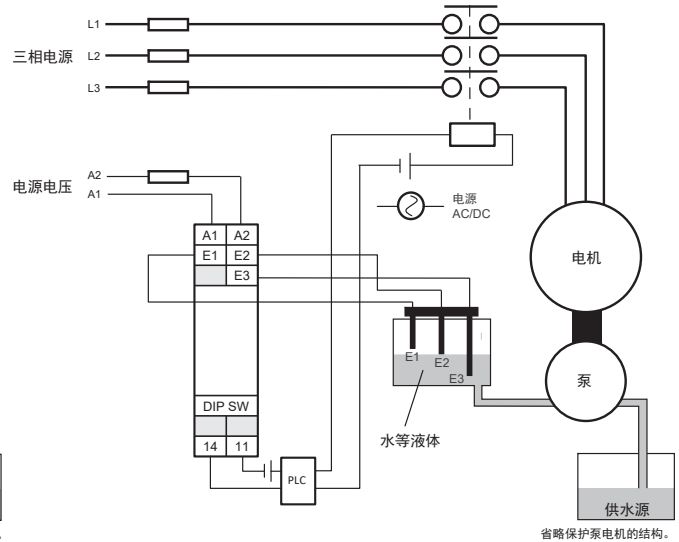 L1
三相电源 L2
L3
A2
电源电压
A1
电源
AC/DC
A1 A2
E1 E2
E3
电机
E1
E2
E3
泵
DIP SW
水等液体
14 11
PLC
供水源
省略保护泵电机的结构。